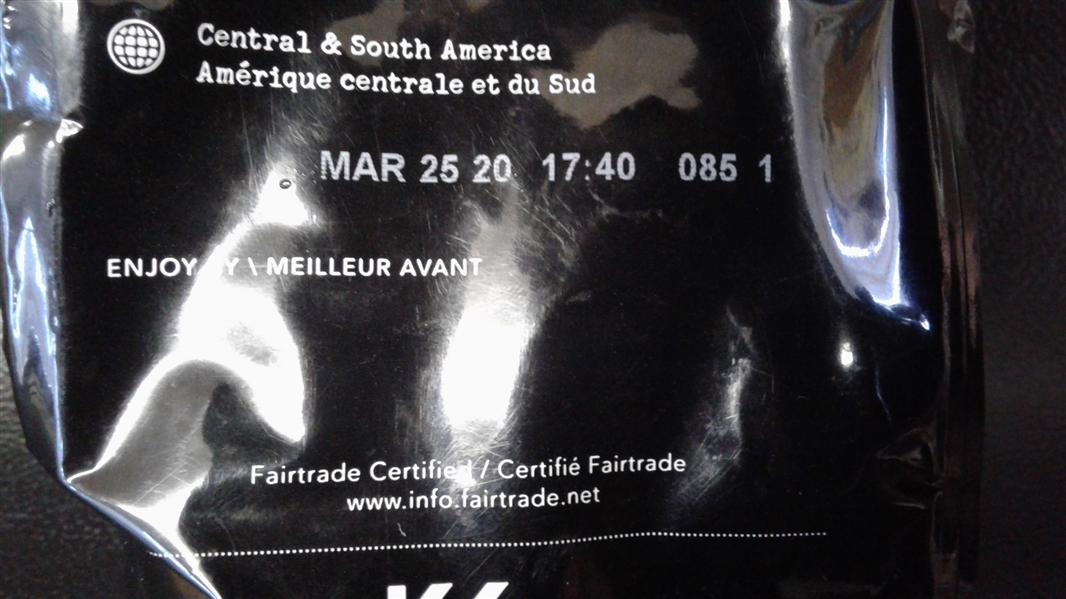 Central & South America
Amérique centrale et du Sud
MAR 25 20 17:40 085 1
ENJOY \ MEILLEUR AVANT
Fairtrade Certified / Certifié Fairtrade
www.info.fairtrade.net